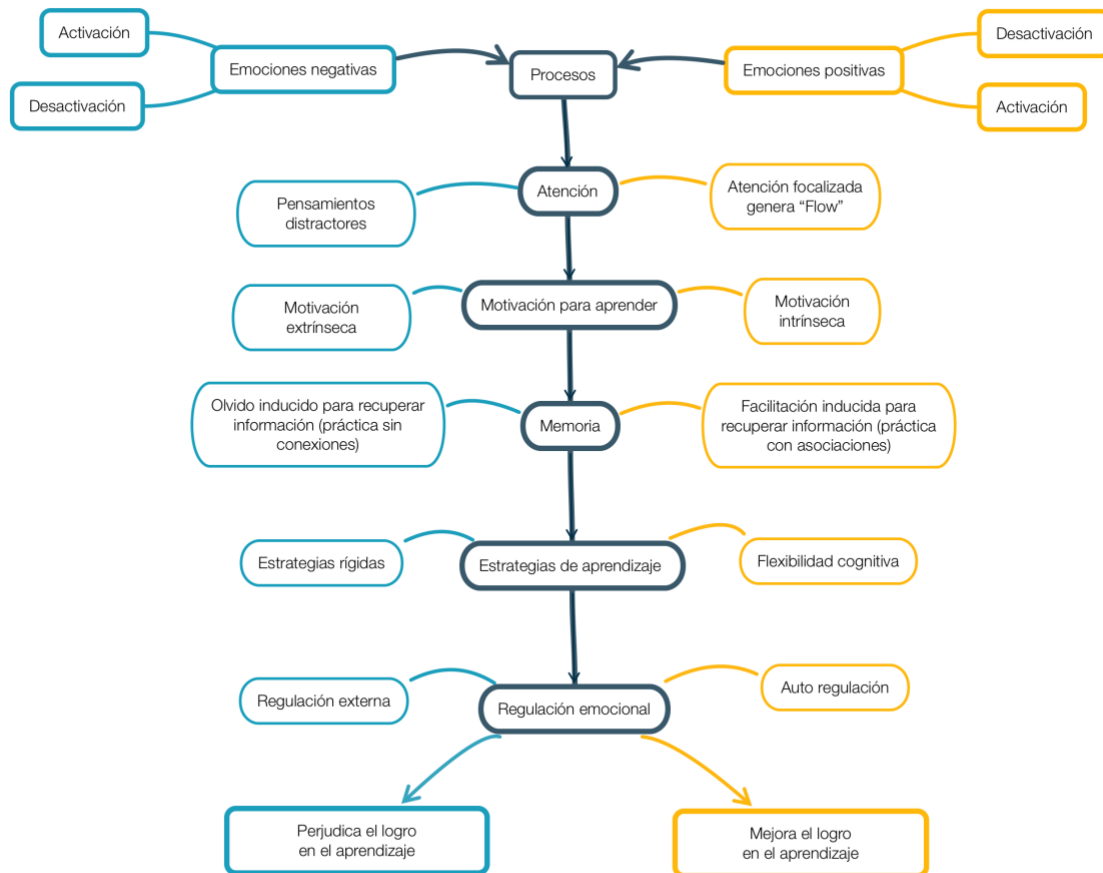 Activación
Desactivación
Emociones negativas
Procesos
Emociones positivas
Desactivación
Activación
Pensamientos
distractores
Atención
Atención focalizada
genera “Flow”
Motivación
extrínseca
Motivación para aprender
Motivación
intrínseca
Olvido inducido para recuperar
información (práctica sin
conexiones)
Memoria
Facilitación inducida para
recuperar información (práctica
con asociaciones)
Estrategias rígidas
Estrategias de aprendizaje
Flexibilidad cognitiva
Regulación externa
Regulación emocional
Auto regulación
Perjudica el logro
en el aprendizaje
Mejora el logro
en el aprendizaje